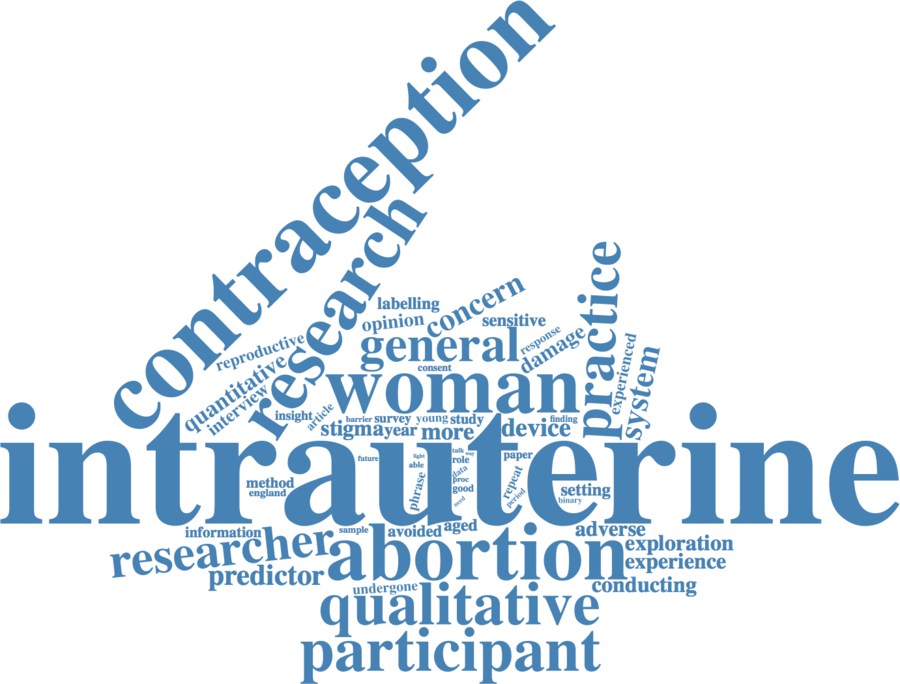 contraception
research
practice
concern
labelling
opinion
sensitive
general
response
damage
reproductive
consent
experienced
system
quantitative
woman
interview
insight
article
barrier
survey
young
study
finding
stigma
year
more
device
intrauterine
talk
way
future
light
able
role
paper
data
method
england
phrase
proc
good
need
repeat
period
setting
binary
information
sample
avoided
aged
adverse
researcher
abortion
exploration
predictor
experience
undergone
conducting
qualitative
participant